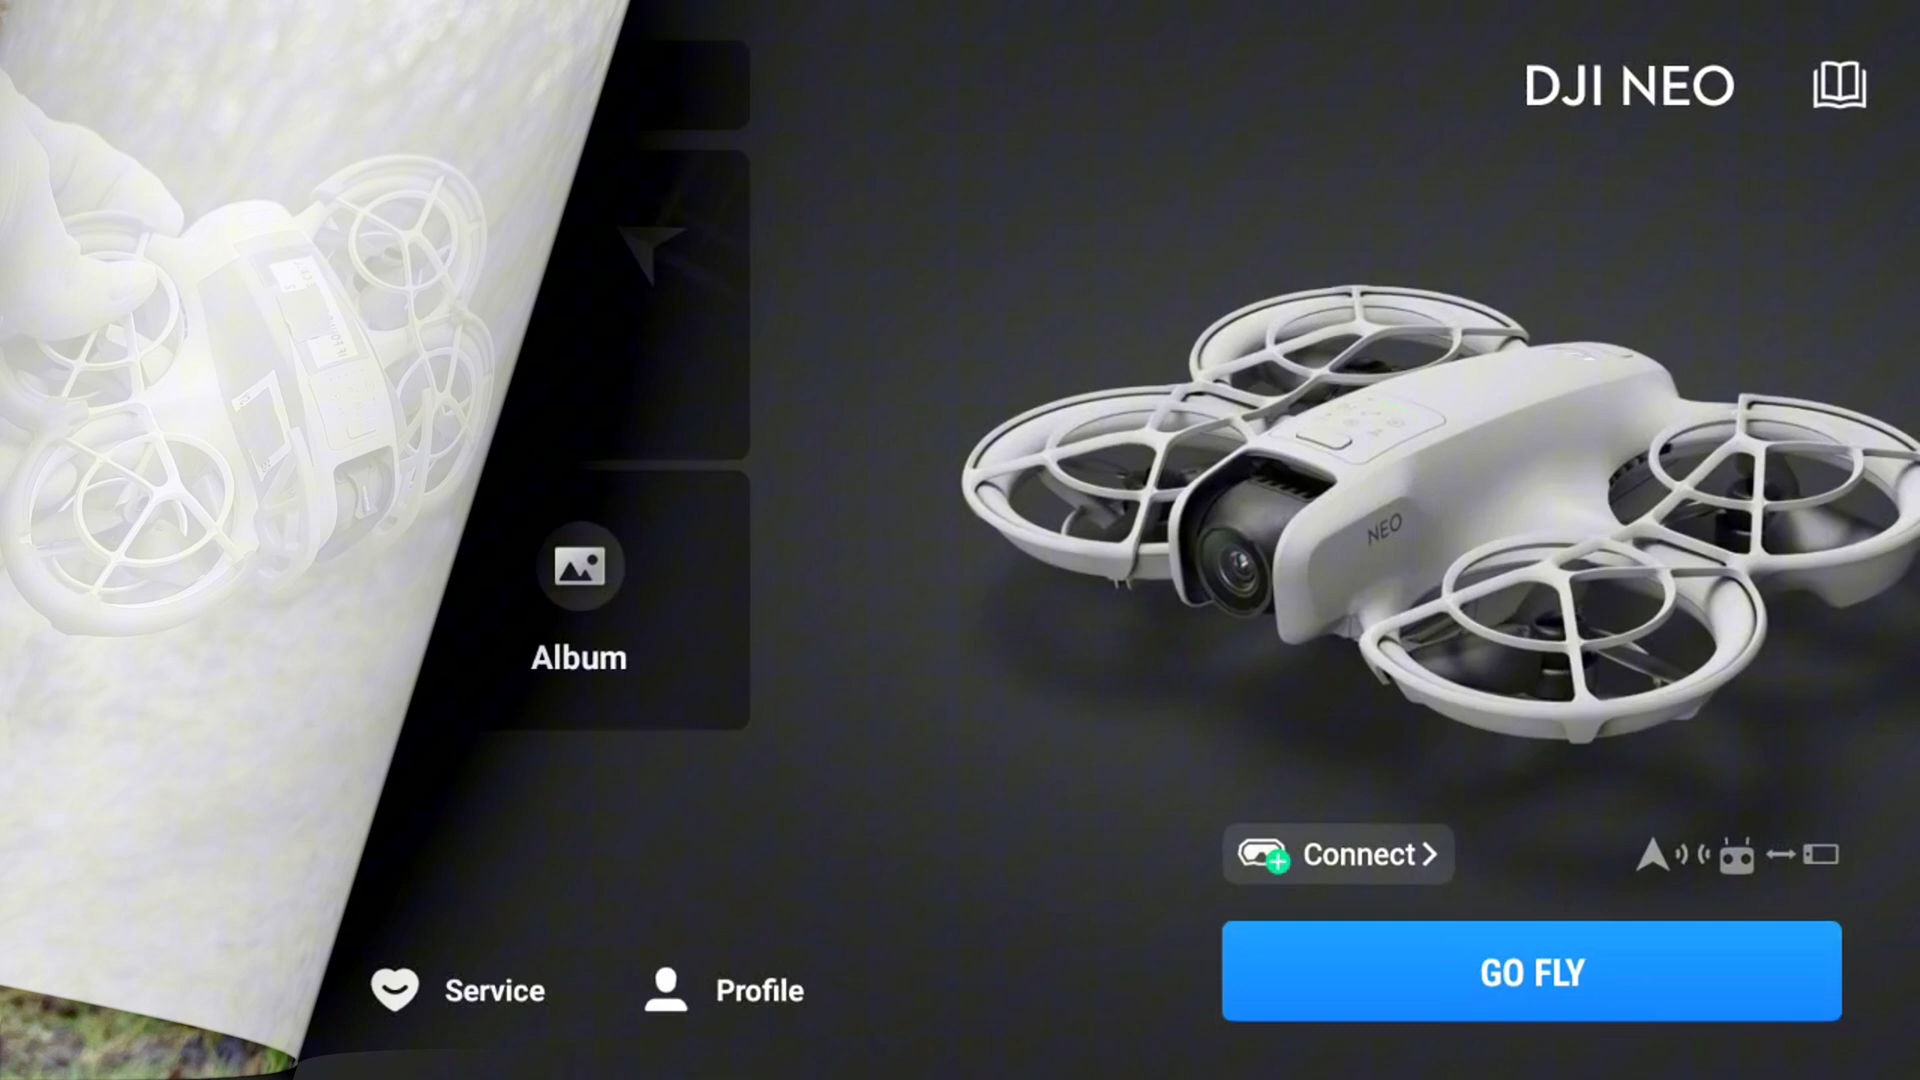 DJI NEO
NEO
Album
Connect
Service
Profile
GO FLY